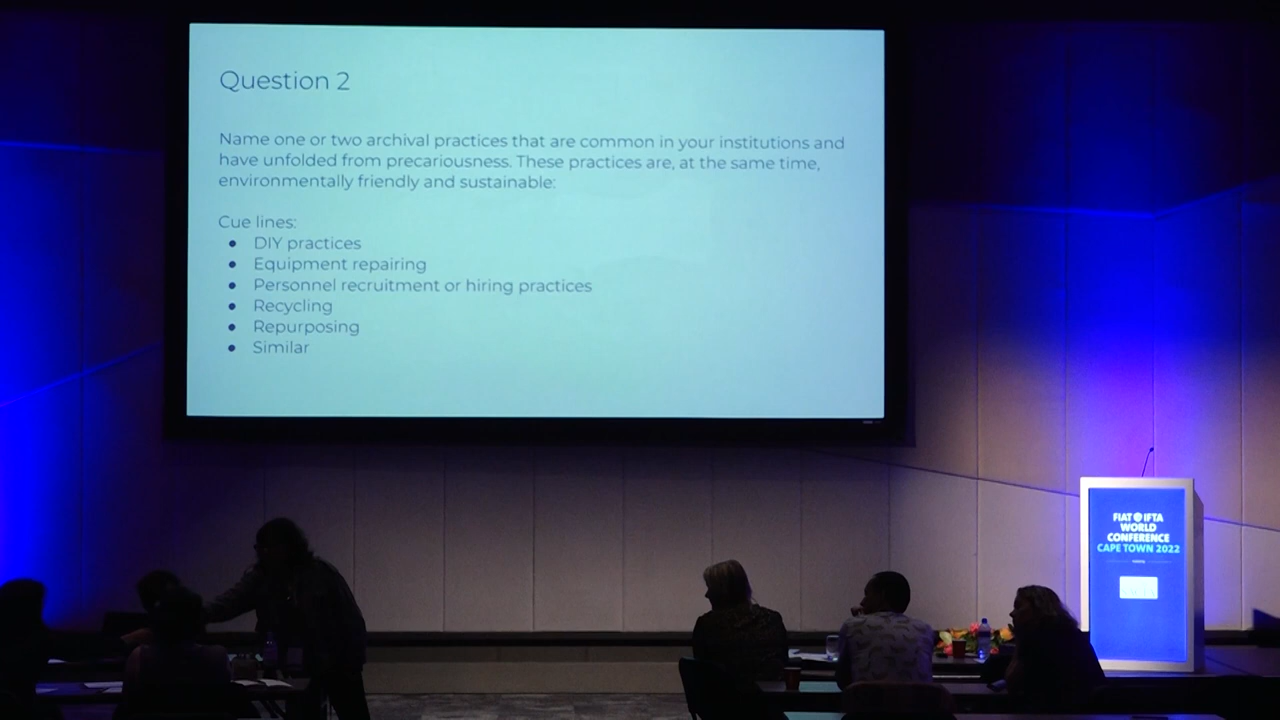 Question 2
Name one or two archival practices that are common in your institutions and
have unfolded from precariousness. These practices are, at the same time,
environmentally friendly and sustainable:
Cue lines:
● DIY practices
● Equipment repairing
● Personnel recruitment or hiring practices
● Recycling
● Repurposing
● Similar
FIAT IFTA
WORLD
CONFERENCE
CAPE TOWN 2022